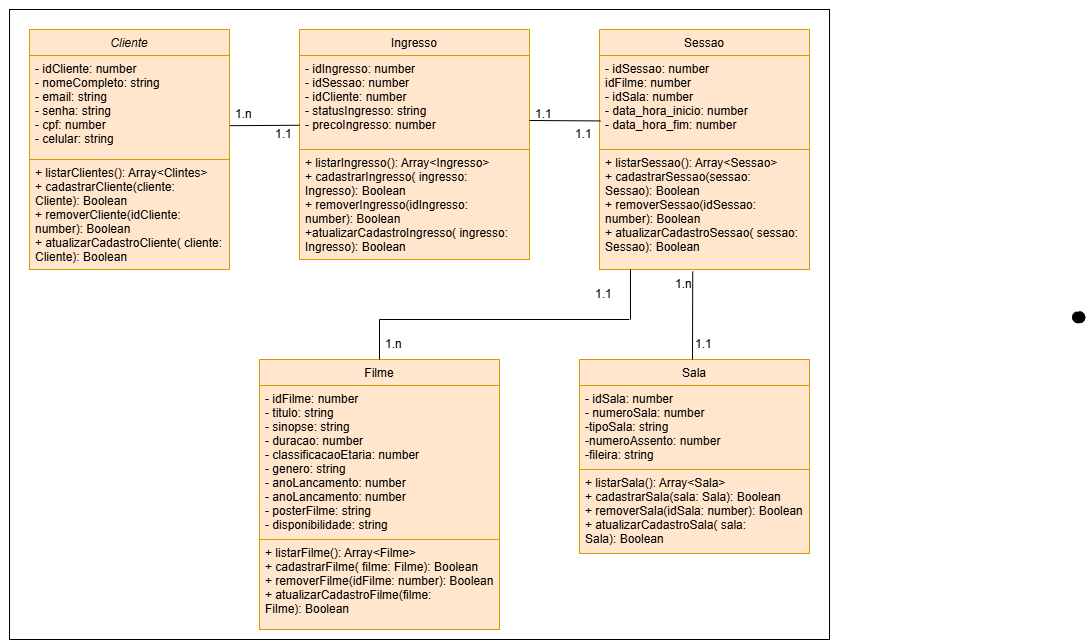 Cliente
- idCliente: number
- nomeCompleto: string
- email: string
- senha: string
- cpf: number
- celular: string
+ listarClientes(): Array<Clintes>
+ cadastrarCliente(cliente:
Cliente): Boolean
+ removerCliente(idCliente:
number): Boolean
+ atualizarCadastroCliente( cliente:
Cliente): Boolean
1.n
1.1
Ingresso
- idIngresso: number
- idSessao: number
- idCliente: number
- statusIngresso: string
- precoIngresso: number
+ listarIngresso(): Array<Ingresso>
+ cadastrarIngresso( ingresso:
Ingresso): Boolean
+ removerIngresso(idIngresso:
number): Boolean
+atualizarCadastroIngresso( ingresso:
Ingresso): Boolean
1.1
1.1
Sessao
- idSessao: number
idFilme: number
- idSala: number
- data_hora_inicio: number
- data_hora_fim: number
+ listarSessao(): Array<Sessao>
+ cadastrarSessao(sessao:
Sessao): Boolean
+ removerSessao(idSessao:
number): Boolean
+ atualizarCadastroSessao( sessao:
Sessao): Boolean
1.1
1.n
1.n
1.1
Filme
- idFilme: number
- titulo: string
- sinopse: string
- duracao: number
- classificacaoEtaria: number
- genero: string
- anoLancamento: number
- anoLancamento: number
- posterFilme: string
- disponibilidade: string
+ listarFilme(): Array<Filme>
+ cadastrarFilme( filme: Filme): Boolean
+ removerFilme(idFilme: number): Boolean
+ atualizarCadastroFilme(filme:
Filme): Boolean
Sala
- idSala: number
- numeroSala: number
-tipoSala: string
-numeroAssento: number
-fileira: string
+ listarSala(): Array<Sala>
+ cadastrarSala(sala: Sala): Boolean
+ removerSala(idSala: number): Boolean
+ atualizarCadastroSala( sala:
Sala): Boolean